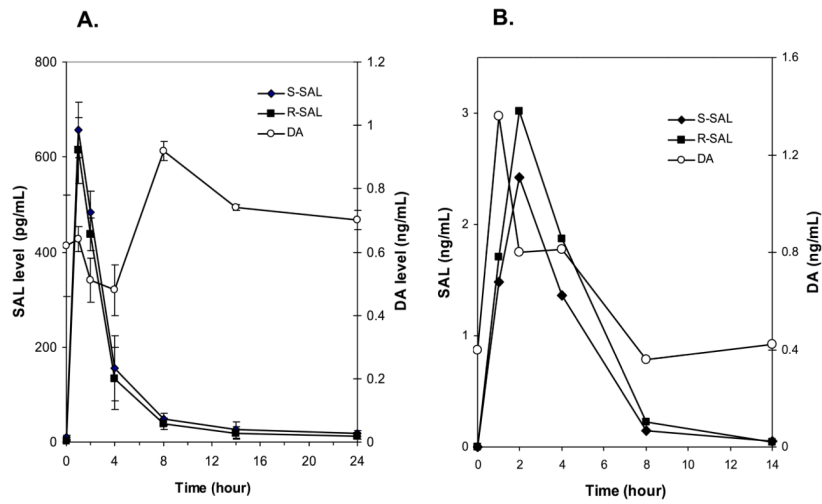 A.
SAL level (pg/mL)
800
600
400
200
0
S-SAL
R-SAL
DA
1.2
1
0.8
0.6
0.4
0.2
0
DA level (ng/mL)
0 4 8 12 16 20 24
Time (hour)
B.
SAL (ng/mL)
3
2
1
0
S-SAL
R-SAL
DA
1.6
1.2
0.8
0.4
0
DA (ng/mL)
0 2 4 6 8 10 12 14
Time (hour)